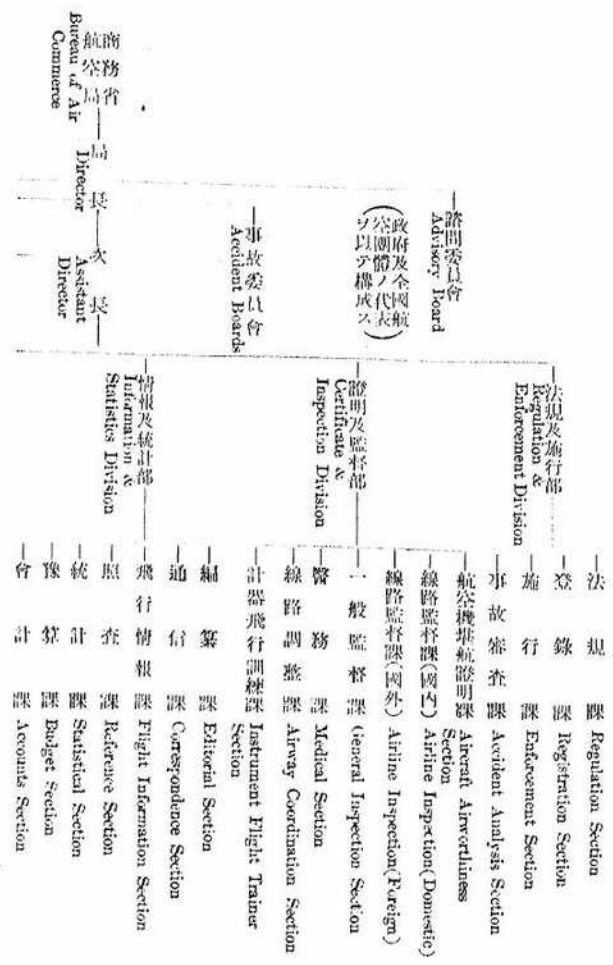 商務省
航空局
Bureau of Air
Commerce
局長
Director
次長
Assistant
Director
諮問委員會
Advisory Board
(政府及全國航
空團體ノ代表
ヲ以テ構成ス)
事故委員會
Accident Boards
法規及施行部
Regulation &
Enforcement Division
法規課 Regulation Section
登錄課 Registration Section
施行課 Enforcement Section
事故審査課 Accident Analysis Section
證明及監督部
Certificate &
Inspection Division
航空機堪航證明課 Aircraft Airworthiness
Section
線路監督課(國内) Airline Inspection(Domestic)
線路監督課(國外) Airline Inspection(Foreign)
一般監督課 General Inspection Section
醫務課 Medical Section
線路調整課 Airway Coordination Section
計器飛行訓練課 Instrument Flight Trainer
Section
情報及統計部
Information &
Statistics Division
編纂課 Editorial Section
通信課 Correspondence Section
飛行情報課 Flight Information Section
照査課 Reference Section
統計課 Statistical Section
豫算課 Budget Section
會計課 Accounts Section